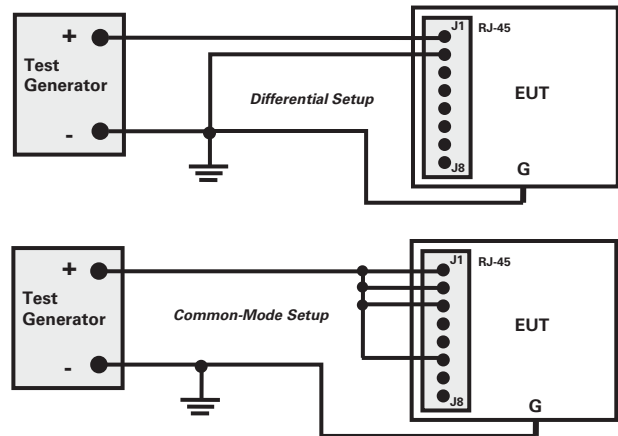 +
J1 RJ-45
Test
Generator
EUT
Differential Setup
-
J8
G
+
J1 RJ-45
Test
Generator
Common-Mode Setup
EUT
-
J8
G